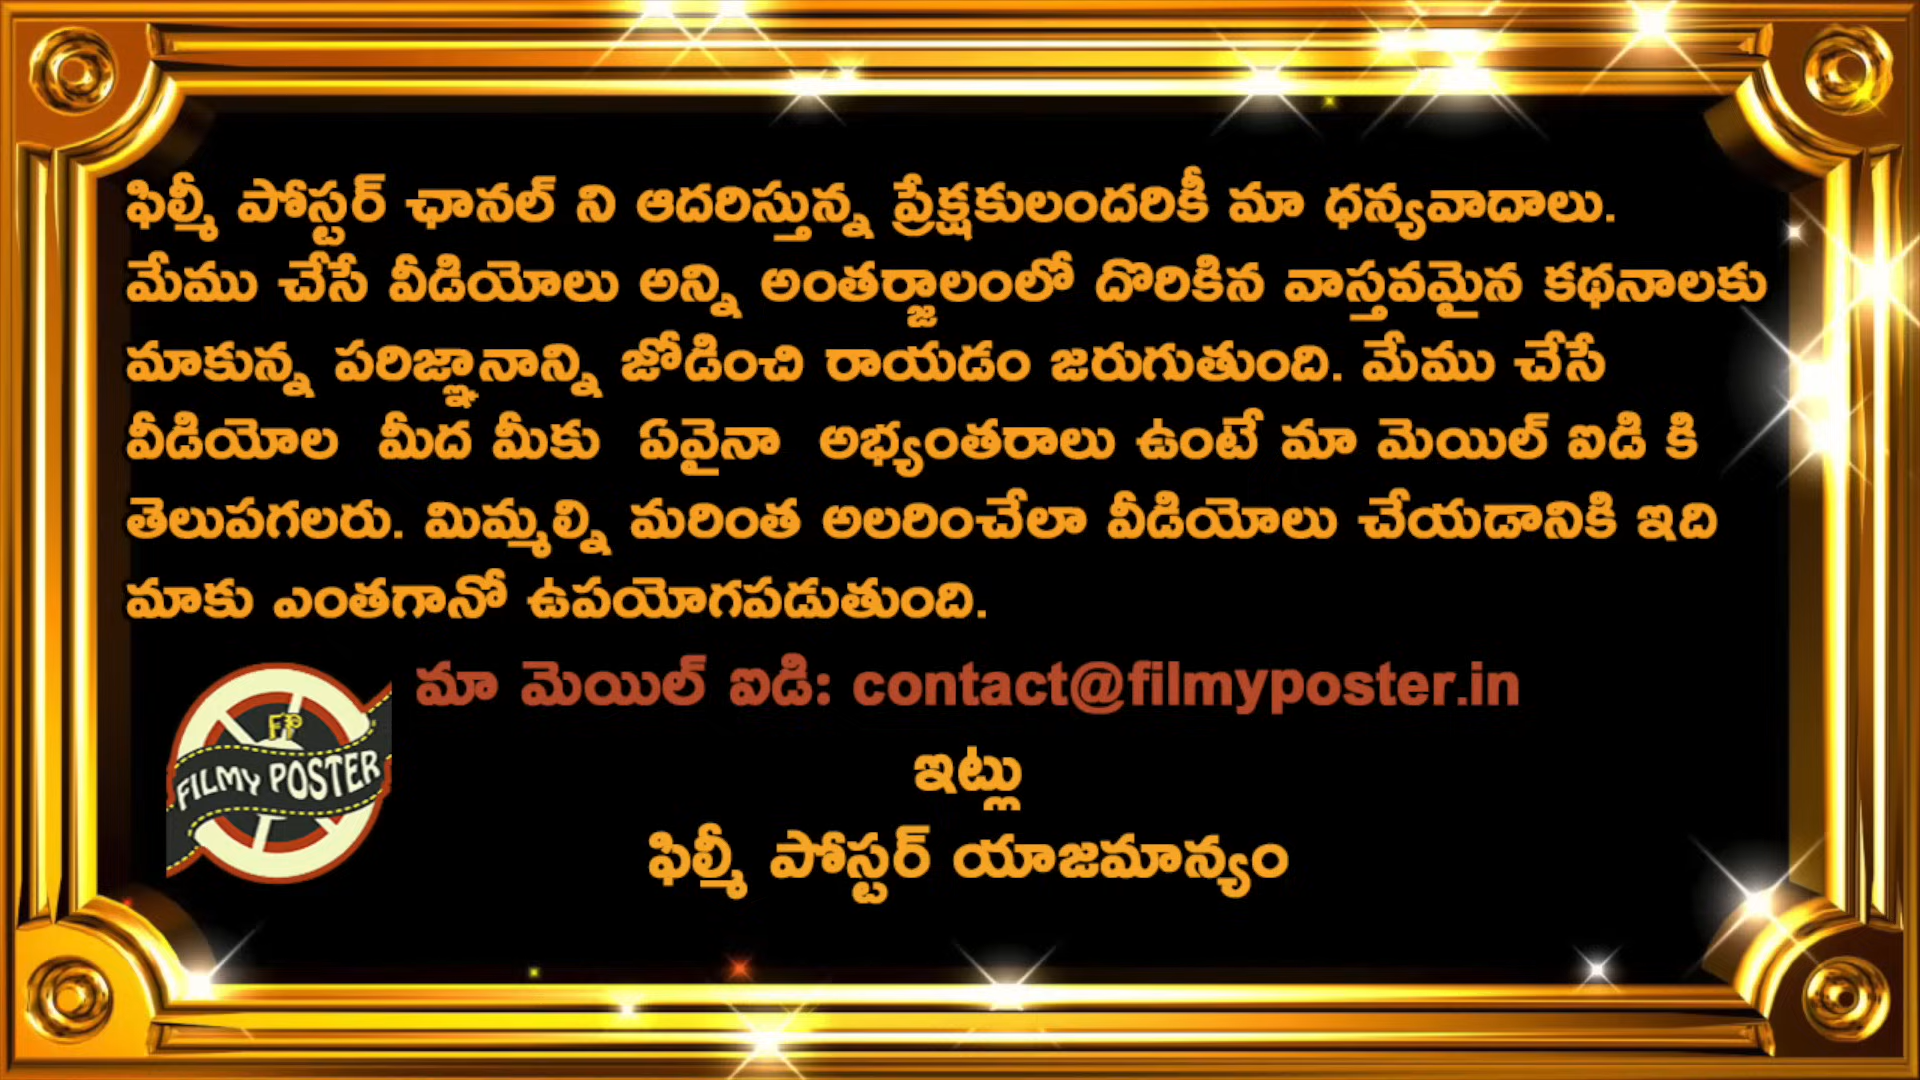 ఫిల్మీ పోస్టర్ ఛానల్ ని ఆదరిస్తున్న ప్రేక్షకులందరికీ మా ధన్యవాదాలు.
మేము చేసే వీడియోలు అన్ని అంతర్జాలంలో దొరికిన వాస్తవమైన కథనాలకు
మాకున్న పరిజ్ఞానాన్ని జోడించి రాయడం జరుగుతుంది. మేము చేసే
వీడియోల మీద మీకు ఏవైనా అభ్యంతరాలు ఉంటే మా మెయిల్ ఐడి కి
తెలుపగలరు. మిమ్మల్ని మరింత అలరించేలా వీడియోలు చేయడానికి ఇది
మాకు ఎంతగానో ఉపయోగపడుతుంది.
మా మెయిల్ ఐడి: contact@filmyposter.in
FP
FILMY POSTER
ఇట్లు
ఫిల్మీ పోస్టర్ యాజమాన్యం